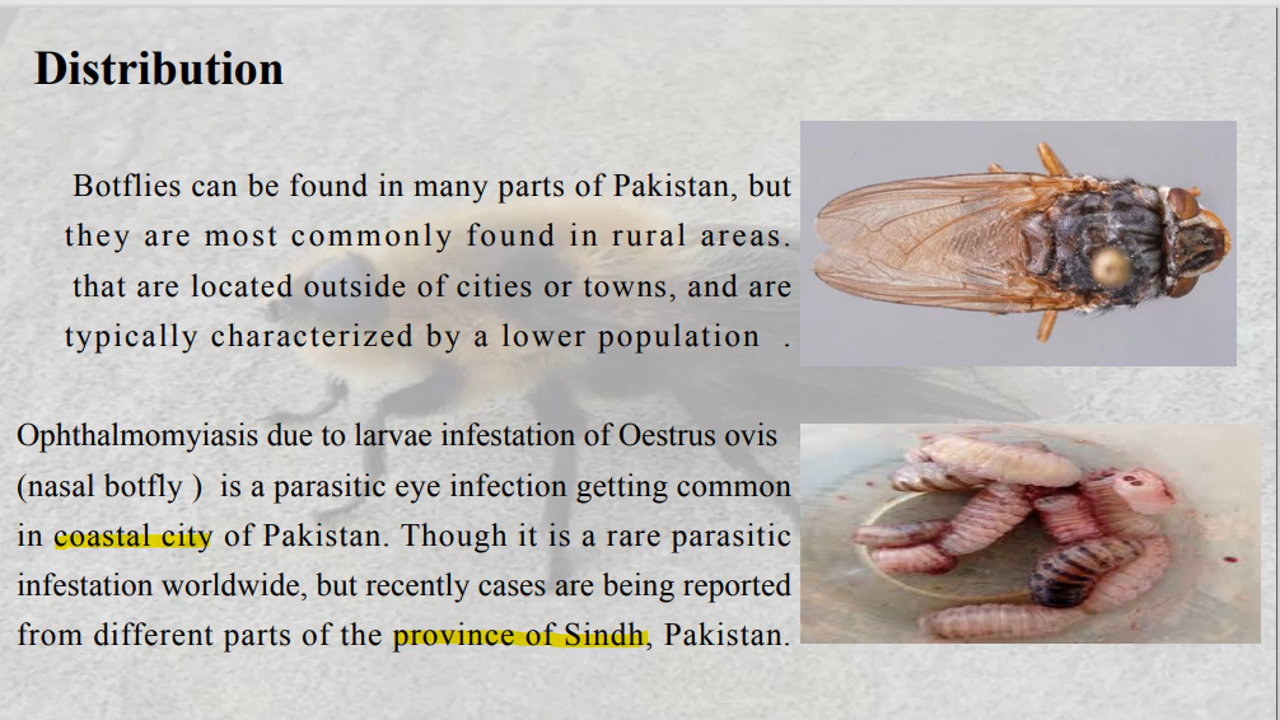 Distribution
Botflies can be found in many parts of Pakistan, but
they are most commonly found in rural areas.
that are located outside of cities or towns, and are
typically characterized by a lower population .
Ophthalmomyiasis due to larvae infestation of Oestrus ovis
(nasal botfly ) is a parasitic eye infection getting common
in coastal city of Pakistan. Though it is a rare parasitic
infestation worldwide, but recently cases are being reported
from different parts of the province of Sindh, Pakistan.